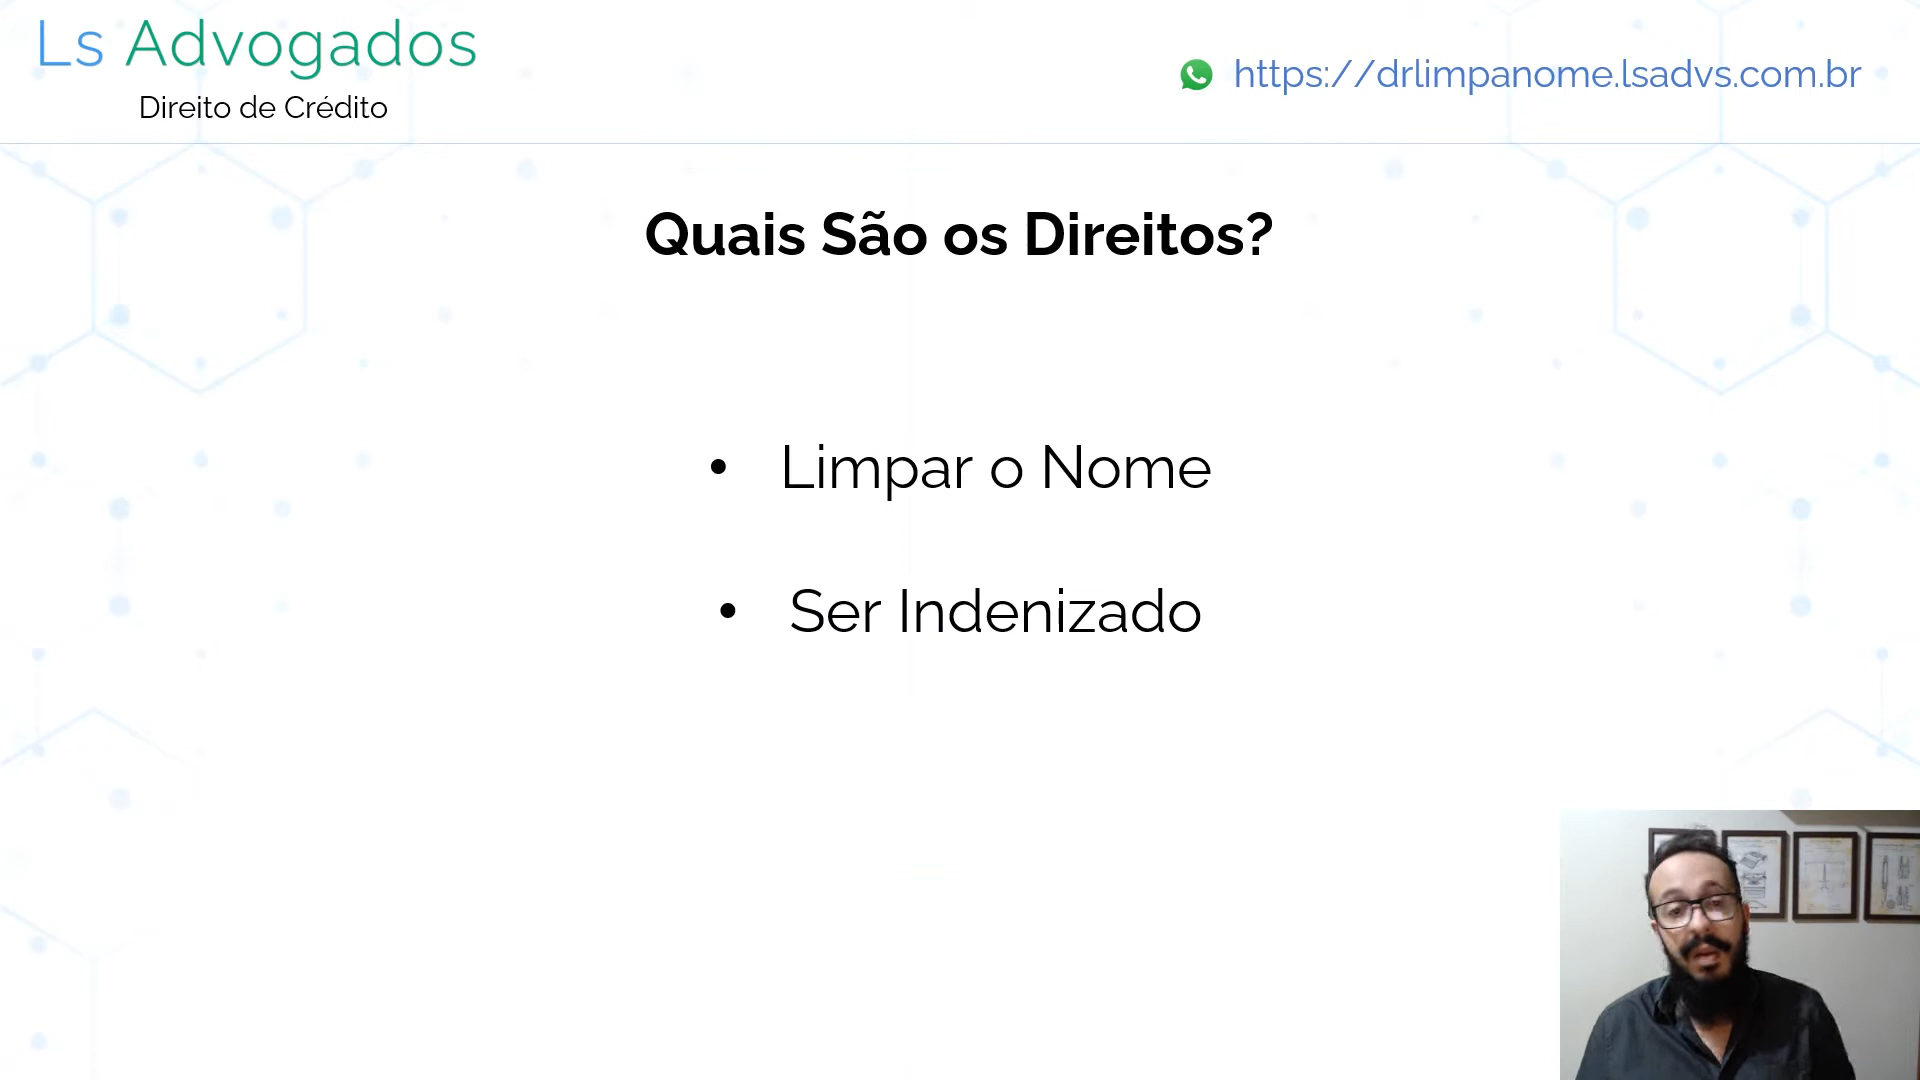 Ls Advogados
Direito de Crédito
https://drlimpanome.lsadvs.com.br
Quais São os Direitos?
• Limpar o Nome
• Ser Indenizado